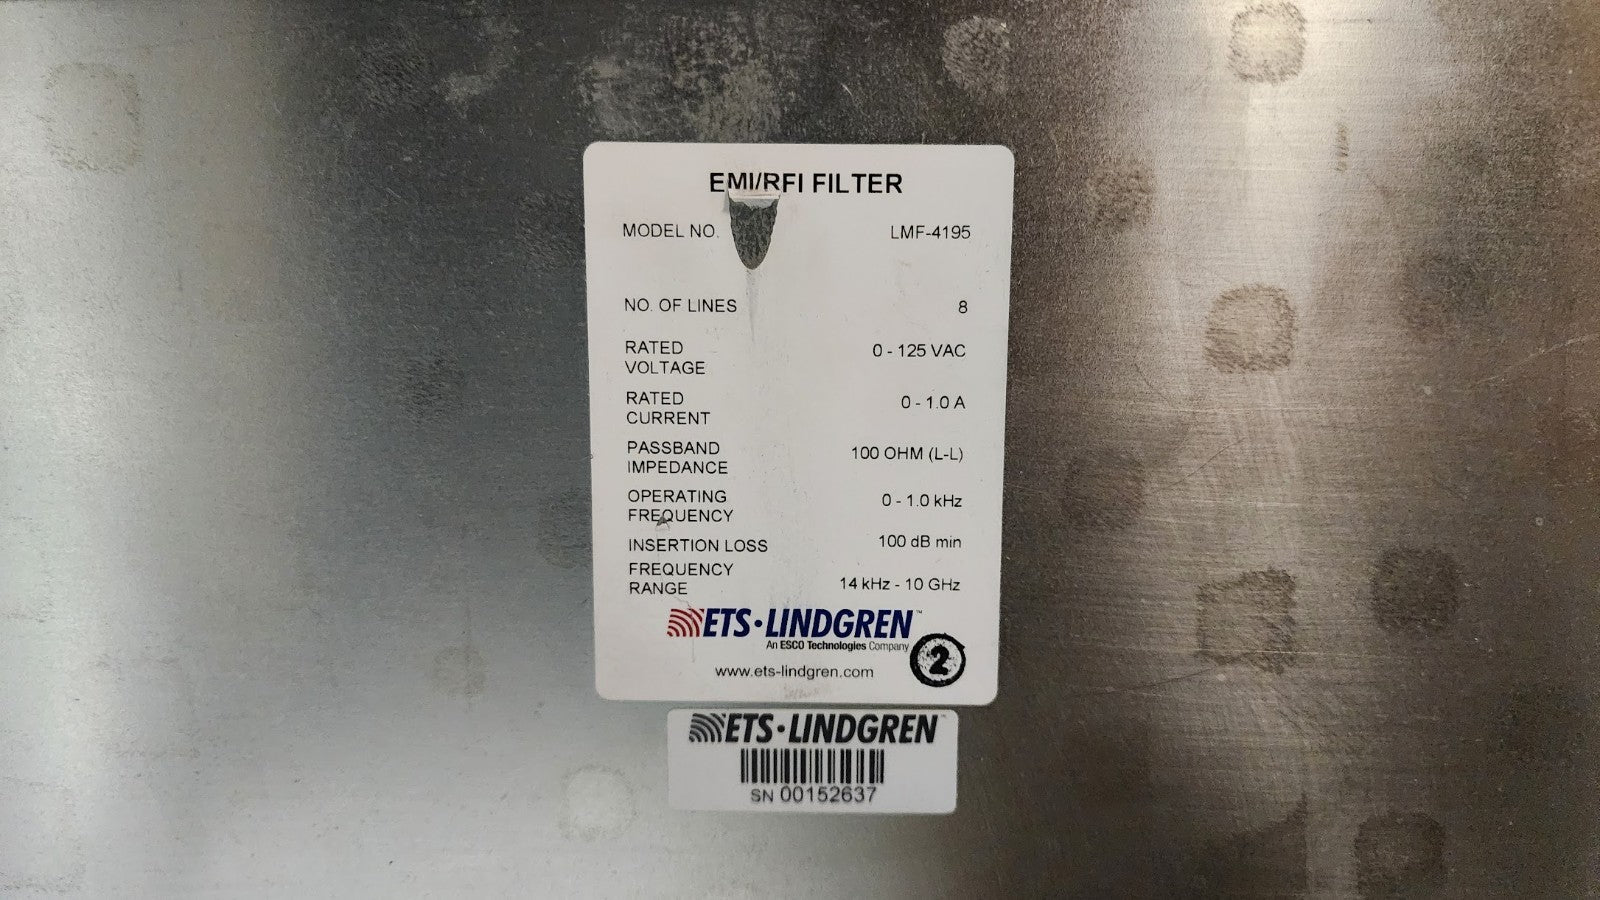 EMI/RFI FILTER
MODEL NO. LMF-4195
NO. OF LINES 8
RATED
VOLTAGE 0 - 125 VAC
RATED
CURRENT 0 - 1.0 A
PASSBAND
IMPEDANCE 100 OHM (L-L)
OPERATING
FREQUENCY 0 - 1.0 kHz
INSERTION LOSS 100 dB min
FREQUENCY
RANGE 14 kHz - 10 GHz
ETS·LINDGREN™
An ESCO Technologies Company
2
www.ets-lindgren.com
ETS·LINDGREN™
SN 00152637